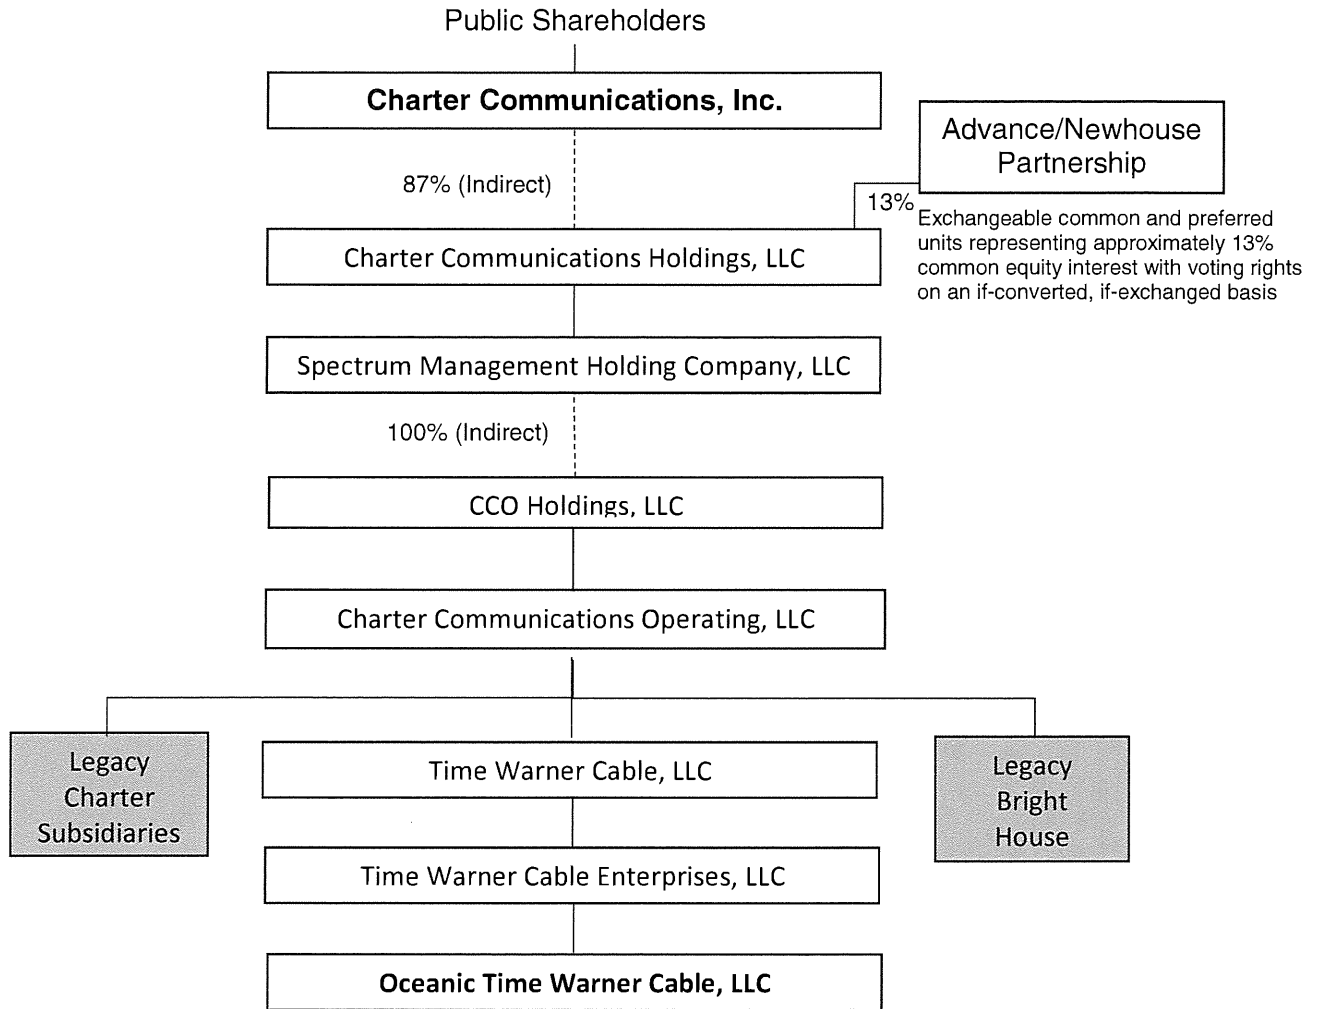 Public Shareholders
Charter Communications, Inc.
87% (Indirect)
Advance/Newhouse
Partnership
13%
Exchangeable common and preferred
units representing approximately 13%
common equity interest with voting rights
on an if-converted, if-exchanged basis
Charter Communications Holdings, LLC
Spectrum Management Holding Company, LLC
100% (Indirect)
CCO Holdings, LLC
Charter Communications Operating, LLC
Legacy
Charter
Subsidiaries
Time Warner Cable, LLC
Legacy
Bright
House
Time Warner Cable Enterprises, LLC
Oceanic Time Warner Cable, LLC